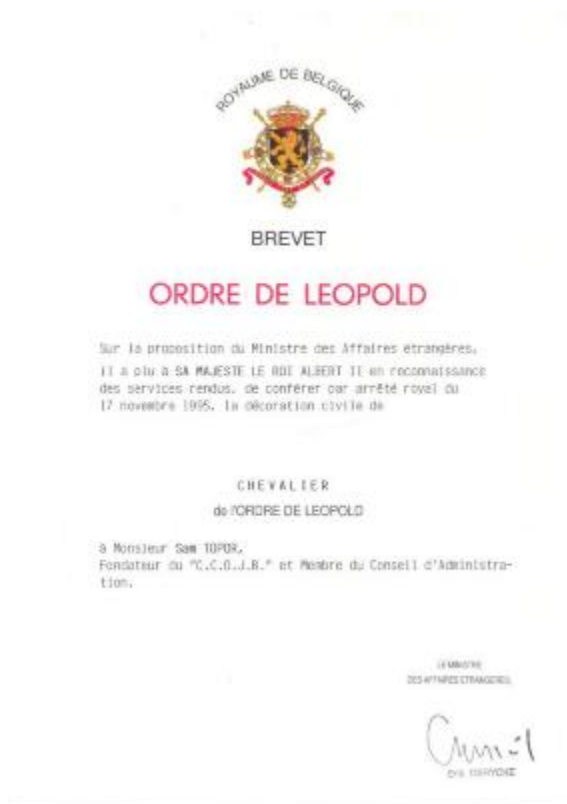 ROYAUME DE BELGIQUE
BREVET
ORDRE DE LEOPOLD
Sur la proposition du Ministre des Affaires étrangères,
il a plu à SA MAJESTE LE ROI ALBERT II en reconnaissance
des services rendus, de conférer par arrêté royal du
17 novembre 1995, la décoration civile de
CHEVALIER
de l'ORDRE DE LEOPOLD
à Monsieur Sam TOPOR,
Fondateur du "C.C.O.J.B." et Membre du Conseil d'Administra-
tion.
LE MINISTRE
DES AFFAIRES ETRANGERES,
Erik DERYCKE